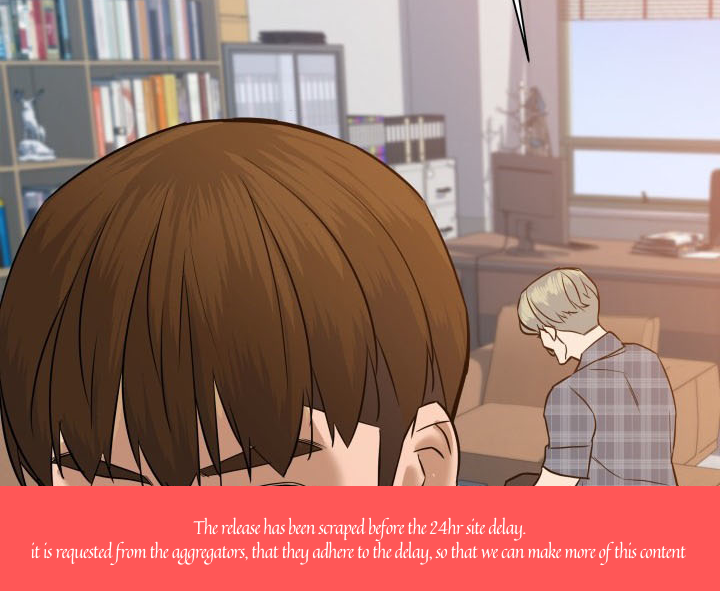 The release has been scraped before the 24hr site delay.
it is requested from the aggregators, that they adhere to the delay, so that we can make more of this content